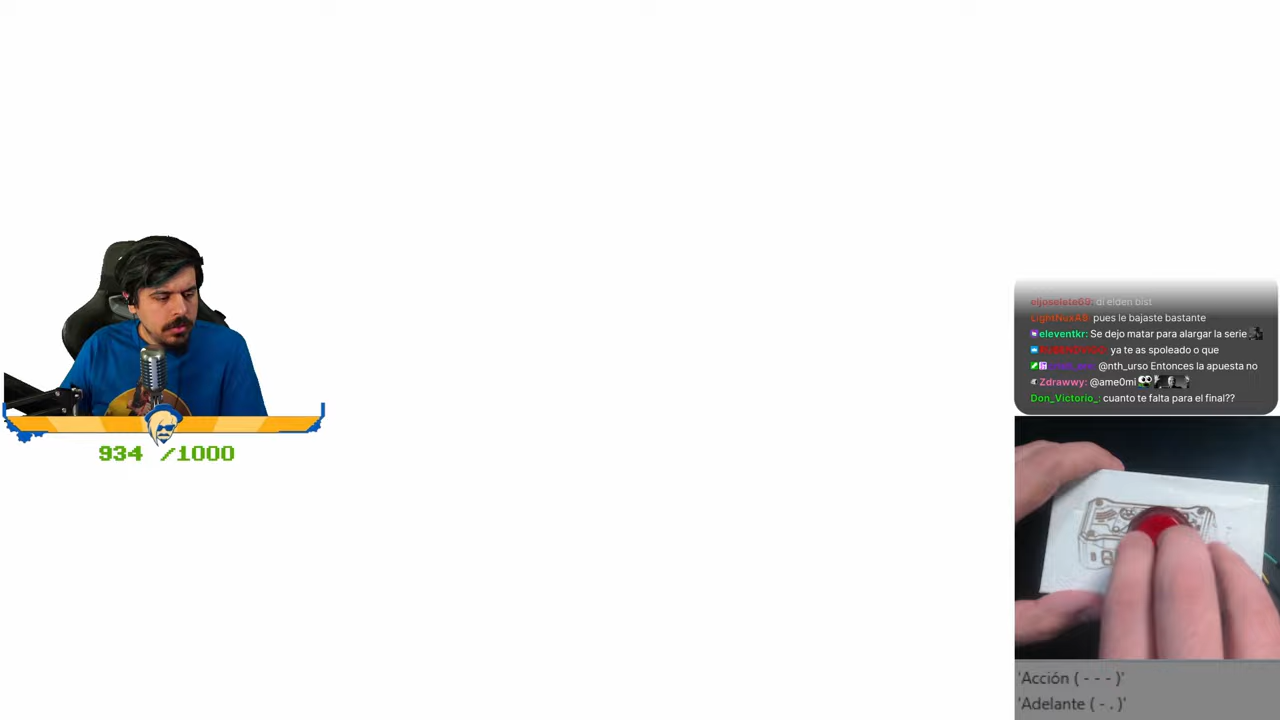 eljoselete69: di elden bist
LightNuxAB: pues le bajaste bastante
eleventkr: Se dejo matar para alargar la serie
ya te as spoleado o que
@nth_urso Entonces la apuesta no
Zdrawwy: @ame0mi
Don_Victorio_: cuanto te falta para el final??
934 /1000
'Acción ( - - - )'
'Adelante ( - . )'